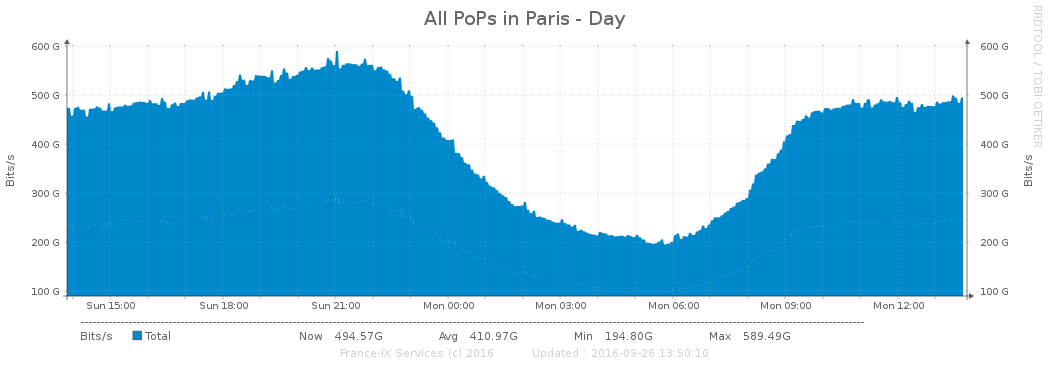 All PoPs in Paris - Day
RRDTOOL / TOBI OETIKER
600 G 600 G
500 G 500 G
400 G 400 G
300 G 300 G
200 G 200 G
100 G 100 G
Bits/s Bits/s
Sun 15:00 Sun 18:00 Sun 21:00 Mon 00:00 Mon 03:00 Mon 06:00 Mon 09:00 Mon 12:00
Bits/s Total Now 494.57G Avg 410.97G Min 194.80G Max 589.49G
France-IX Services (c) 2016 Updated : 2016-09-26 13:50:10